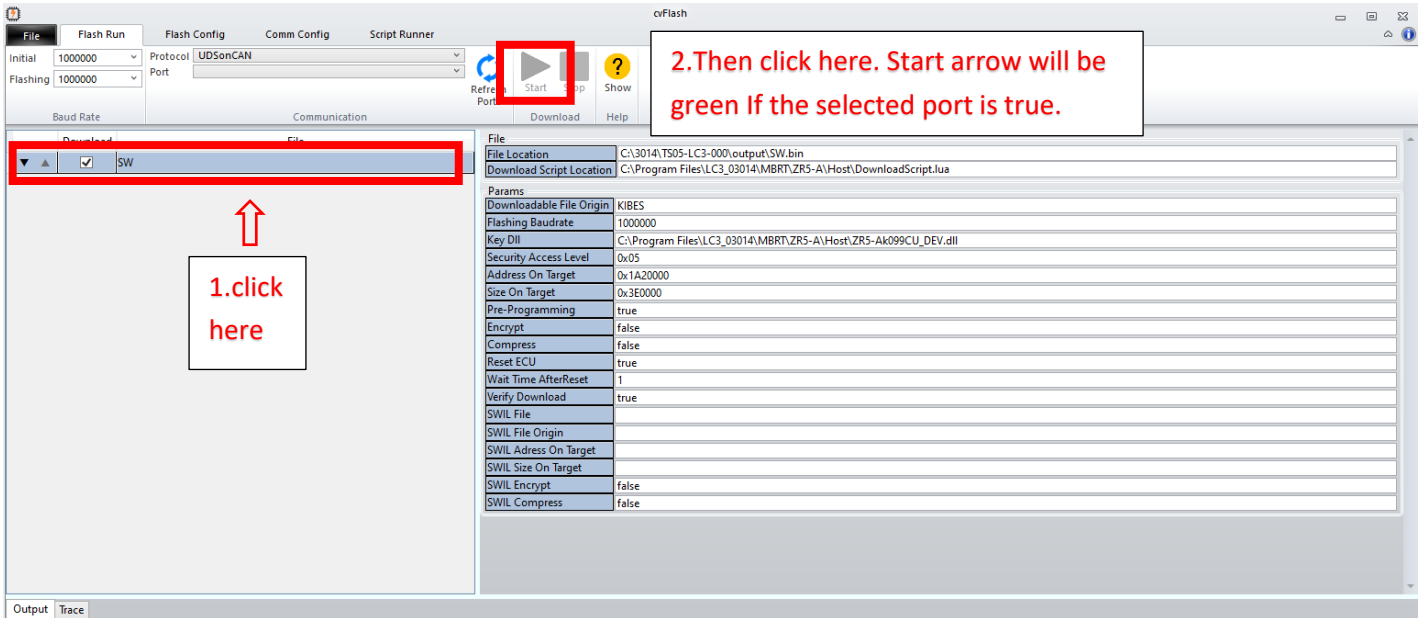 cvFlash
File
Flash Run
Flash Config
Comm Config
Script Runner
Initial 1000000
Flashing 1000000
Baud Rate
Protocol UDSonCAN
Port
Communication
Refresh
Port
Start
Stop
Download
Show
Help
2.Then click here. Start arrow will be
green If the selected port is true.
Download File
SW
1.click
here
File
File Location C:\3014\TS05-LC3-000\output\SW.bin
Download Script Location C:\Program Files\LC3_03014\MBRT\ZR5-A\Host\DownloadScript.lua
Params
Downloadable File Origin KIBES
Flashing Baudrate 1000000
Key Dll C:\Program Files\LC3_03014\MBRT\ZR5-A\Host\ZR5-Ak099CU_DEV.dll
Security Access Level 0x05
Address On Target 0x1A20000
Size On Target 0x3E0000
Pre-Programming true
Encrypt false
Compress false
Reset ECU true
Wait Time AfterReset 1
Verify Download true
SWIL File
SWIL File Origin
SWIL Adress On Target
SWIL Size On Target
SWIL Encrypt false
SWIL Compress false
Output Trace